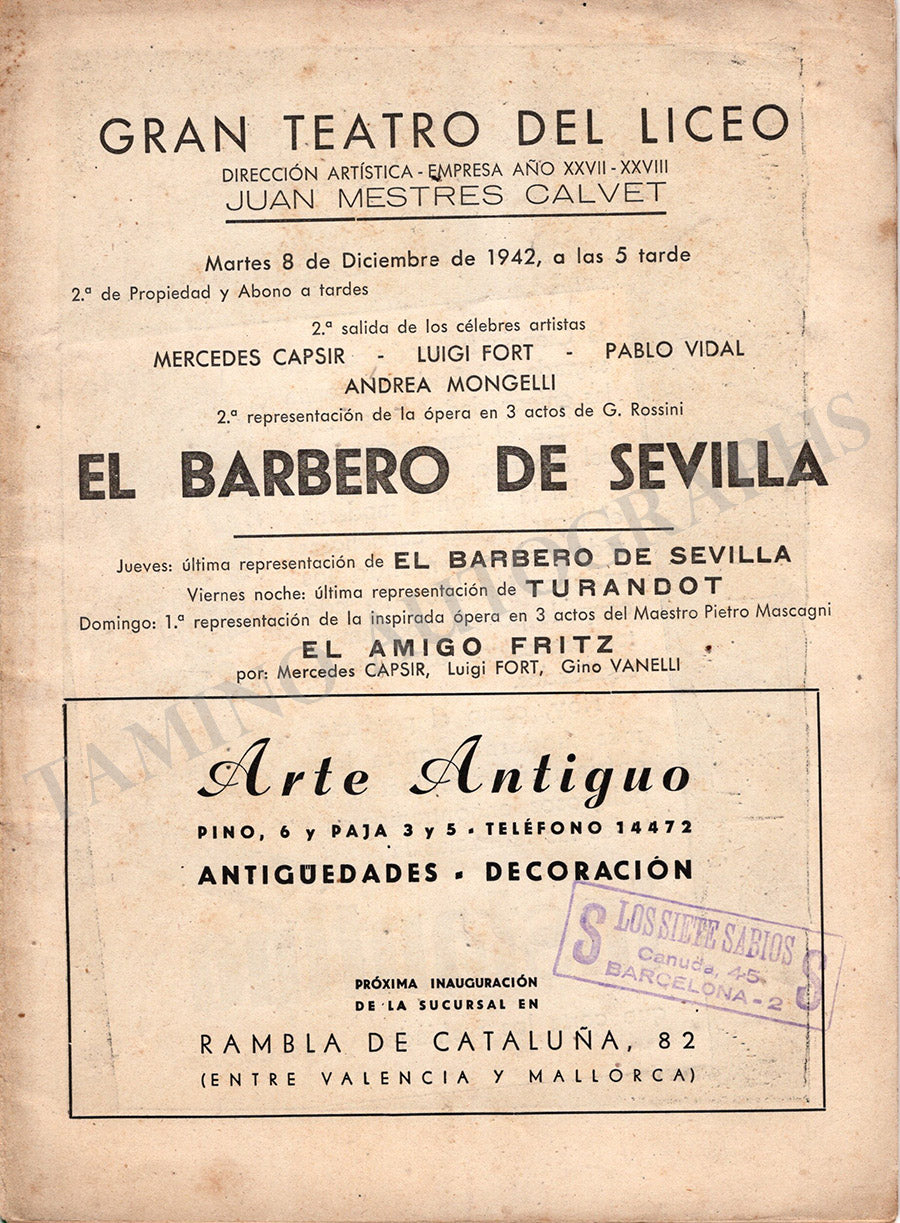 GRAN TEATRO DEL LICEO
DIRECCIÓN ARTÍSTICA - EMPRESA AÑO XXVII - XXVIII
JUAN MESTRES CALVET
Martes 8 de Diciembre de 1942, a las 5 tarde
2.ª de Propiedad y Abono a tardes
2.ª salida de los célebres artistas
MERCEDES CAPSIR - LUIGI FORT - PABLO VIDAL
ANDREA MONGELLI
2.ª representación de la ópera en 3 actos de G. Rossini
EL BARBERO DE SEVILLA
Jueves: última representación de EL BARBERO DE SEVILLA
Viernes noche: última representación de TURANDOT
Domingo: 1.ª representación de la inspirada ópera en 3 actos del Maestro Pietro Mascagni
EL AMIGO FRITZ
por: Mercedes CAPSIR, Luigi FORT, Gino VANELLI
TAMINO AUTOGRAPHS
Arte Antiguo
PINO, 6 y PAJA 3 y 5 - TELÉFONO 14472
ANTIGÜEDADES - DECORACIÓN
S LOS SIETE SABIOS S
Canuda, 45
BARCELONA - 2
PRÓXIMA INAUGURACIÓN
DE LA SUCURSAL EN
RAMBLA DE CATALUÑA, 82
(ENTRE VALENCIA Y MALLORCA)